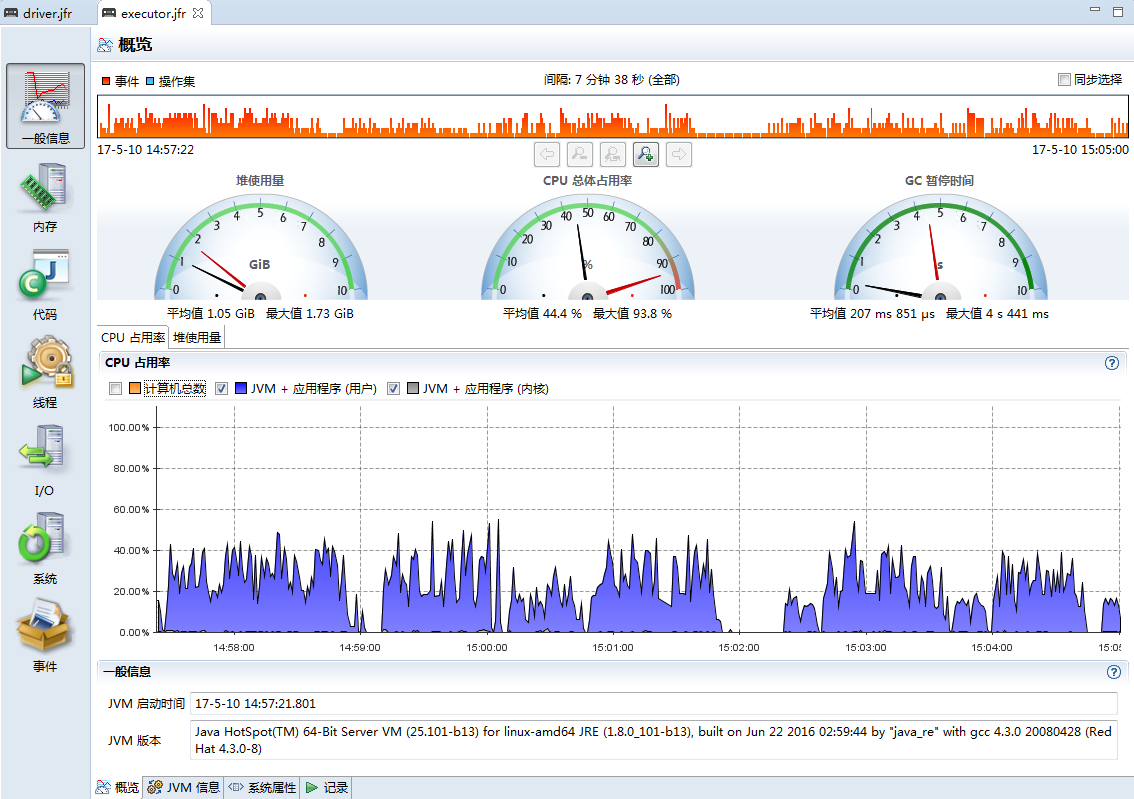 driver.jfr executor.jfr
概览
事件 操作集 间隔: 7 分钟 38 秒 (全部) 同步选择
17-5-10 14:57:22 17-5-10 15:05:00
一般信息
内存
代码
线程
I/O
系统
事件
堆使用量 CPU 总体占用率 GC 暂停时间
0 1 2 3 4 5 6 7 8 9 10
GiB
0 10 20 30 40 50 60 70 80 90 100
%
0 1 2 3 4 5 6 7 8 9 10
s
平均值 1.05 GiB 最大值 1.73 GiB 平均值 44.4 % 最大值 93.8 % 平均值 207 ms 851 µs 最大值 4 s 441 ms
CPU 占用率 堆使用量
CPU 占用率
计算机总数 JVM + 应用程序 (用户) JVM + 应用程序 (内核)
100.00%
80.00%
60.00%
40.00%
20.00%
0.00%
14:58:00 14:59:00 15:00:00 15:01:00 15:02:00 15:03:00 15:04:00 15:05
一般信息
JVM 启动时间 17-5-10 14:57:21.801
JVM 版本 Java HotSpot(TM) 64-Bit Server VM (25.101-b13) for linux-amd64 JRE (1.8.0_101-b13), built on Jun 22 2016 02:59:44 by "java_re" with gcc 4.3.0 20080428 (Red
Hat 4.3.0-8)
概览 JVM 信息 系统属性 记录